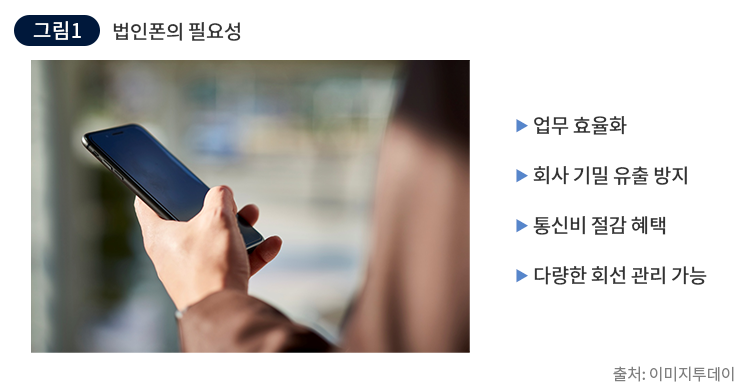 그림1 법인폰의 필요성
▶ 업무 효율화
▶ 회사 기밀 유출 방지
▶ 통신비 절감 혜택
▶ 다량한 회선 관리 가능
출처: 이미지투데이